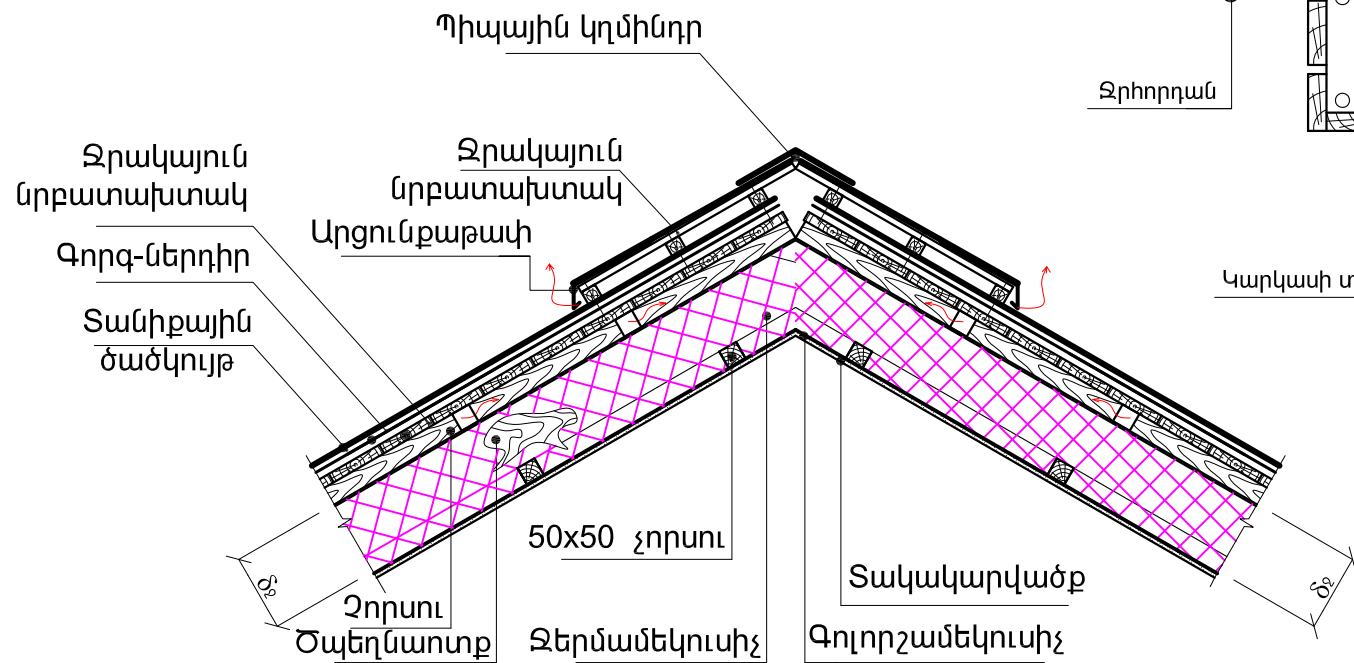 Պիպային կղմինդր
Ջրհորդան
Ջրակայուն
նրբատախտակ
Ջրակայուն
նրբատախտակ
Արցունքաթափ
Գորգ-ներդիր
Կարկասի տ
Տանիքային
ծածկույթ
50x50 չորսու
Տակակարվածք
δ₂
δ₂
Չորսու
Ծպեղնաոտք
Ջերմամեկուսիչ
Գոլորշամեկուսիչ